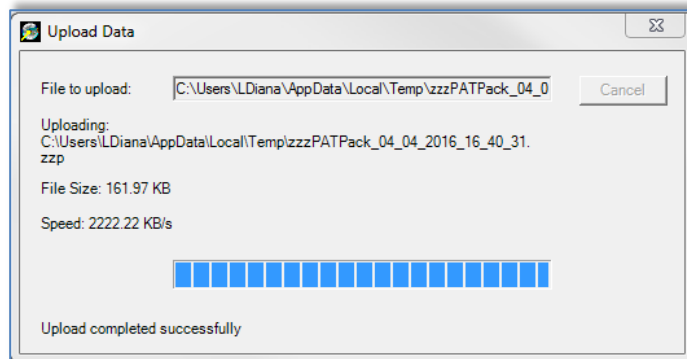 Upload Data
File to upload: C:\Users\LDiana\AppData\Local\Temp\zzzPATPack_04_0 Cancel
Uploading:
C:\Users\LDiana\AppData\Local\Temp\zzzPATPack_04_04_2016_16_40_31.
zzp
File Size: 161.97 KB
Speed: 2222.22 KB/s
Upload completed successfully